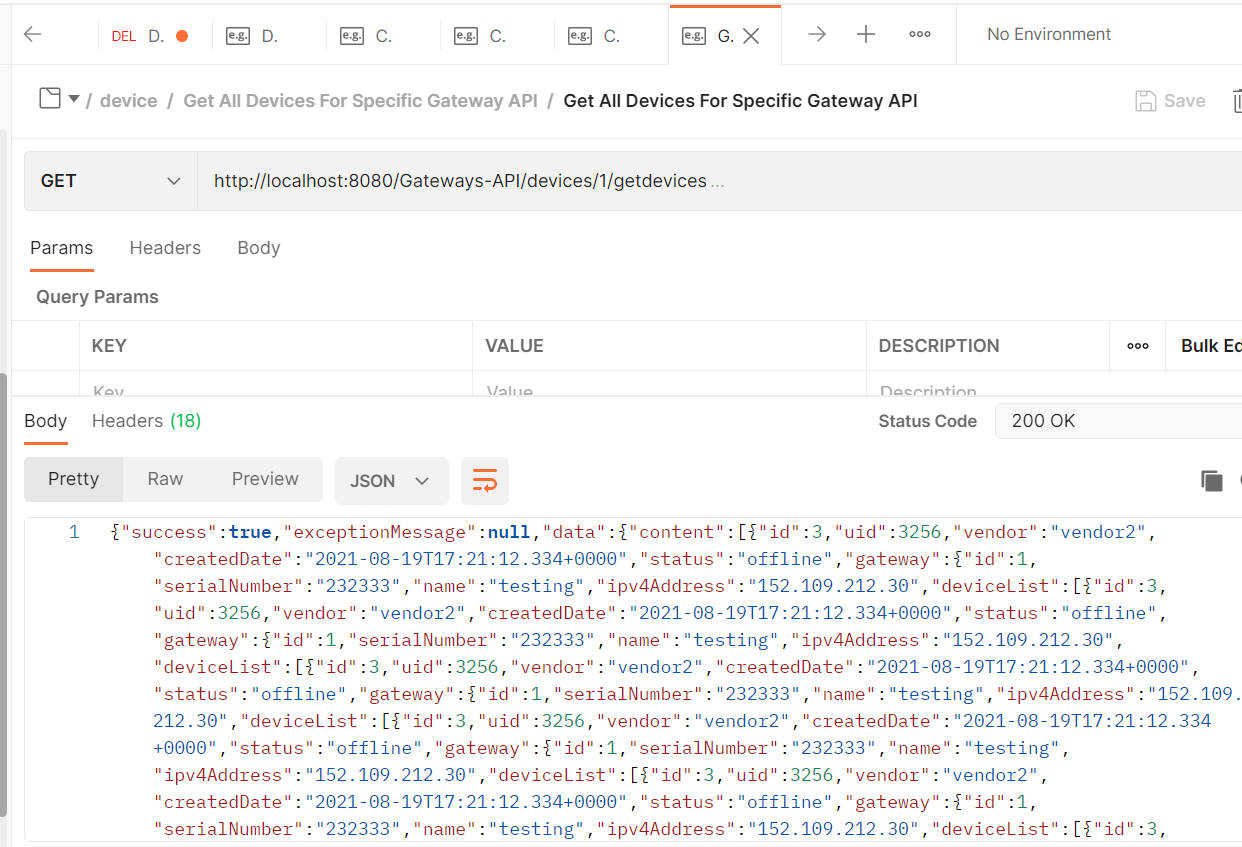 DEL D. e.g. D. e.g. C. e.g. C. e.g. C. e.g. G. No Environment
/ device / Get All Devices For Specific Gateway API / Get All Devices For Specific Gateway API Save
GET http://localhost:8080/Gateways-API/devices/1/getdevices ...
Params Headers Body
Query Params
KEY VALUE DESCRIPTION Bulk Ed
Key Value Description
Body Headers (18) Status Code 200 OK
Pretty Raw Preview JSON
1 {"success":true,"exceptionMessage":null,"data":{"content":[{"id":3,"uid":3256,"vendor":"vendor2",
"createdDate":"2021-08-19T17:21:12.334+0000","status":"offline","gateway":{"id":1,
"serialNumber":"232333","name":"testing","ipv4Address":"152.109.212.30","deviceList":[{"id":3,
"uid":3256,"vendor":"vendor2","createdDate":"2021-08-19T17:21:12.334+0000","status":"offline",
"gateway":{"id":1,"serialNumber":"232333","name":"testing","ipv4Address":"152.109.212.30",
"deviceList":[{"id":3,"uid":3256,"vendor":"vendor2","createdDate":"2021-08-19T17:21:12.334+0000",
"status":"offline","gateway":{"id":1,"serialNumber":"232333","name":"testing","ipv4Address":"152.109.
212.30","deviceList":[{"id":3,"uid":3256,"vendor":"vendor2","createdDate":"2021-08-19T17:21:12.334
+0000","status":"offline","gateway":{"id":1,"serialNumber":"232333","name":"testing",
"ipv4Address":"152.109.212.30","deviceList":[{"id":3,"uid":3256,"vendor":"vendor2",
"createdDate":"2021-08-19T17:21:12.334+0000","status":"offline","gateway":{"id":1,
"serialNumber":"232333","name":"testing","ipv4Address":"152.109.212.30","deviceList":[{"id":3,